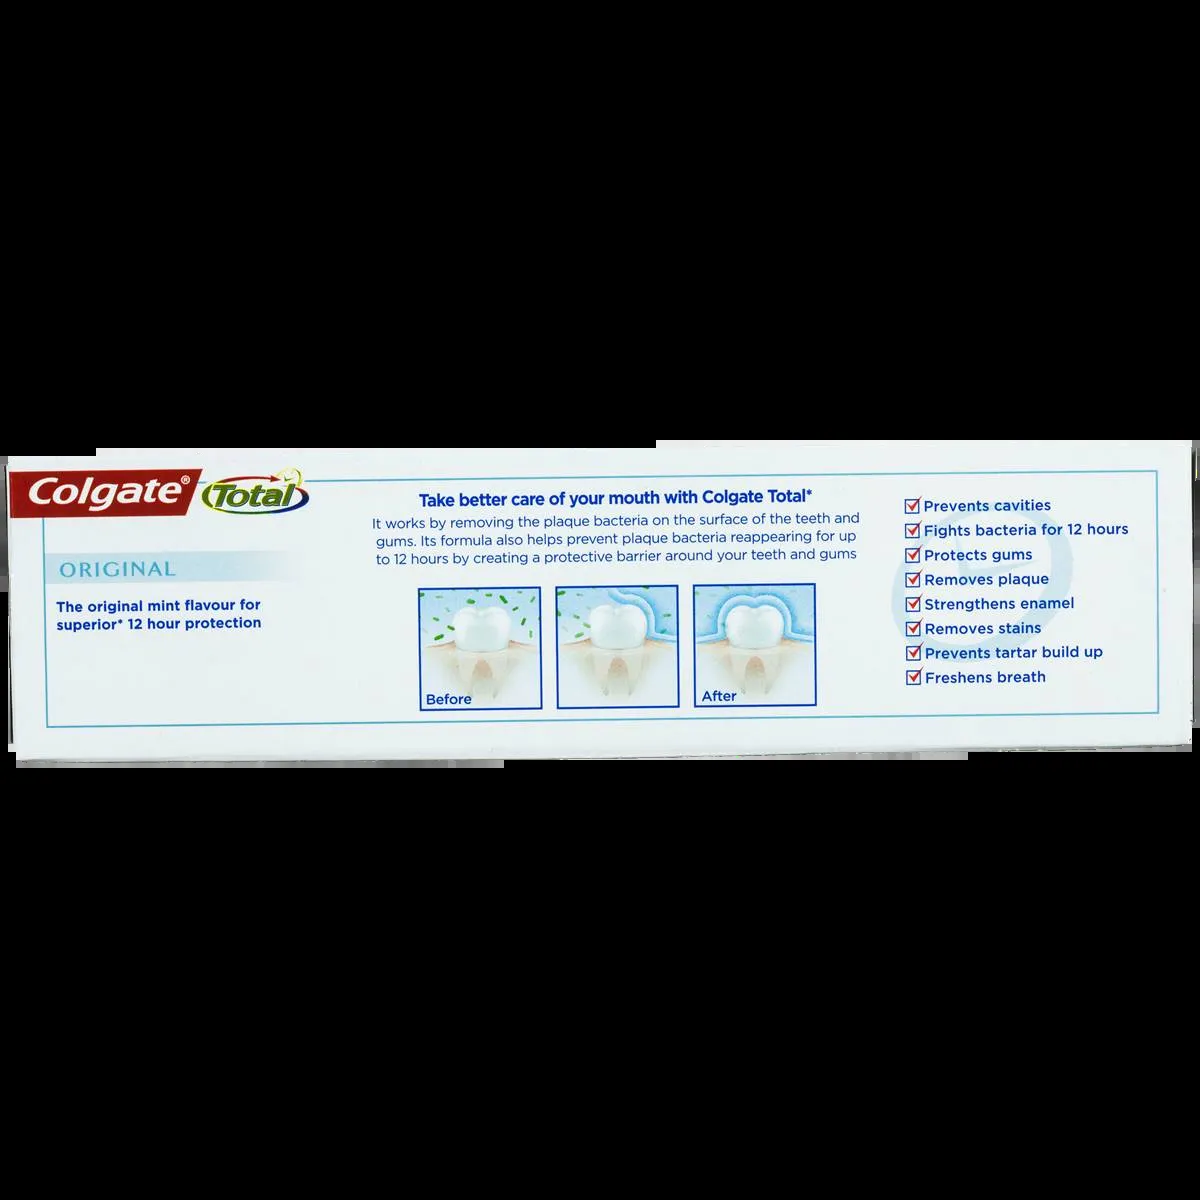 Colgate® Total
ORIGINAL
The original mint flavour for
superior* 12 hour protection
Take better care of your mouth with Colgate Total*
It works by removing the plaque bacteria on the surface of the teeth and
gums. Its formula also helps prevent plaque bacteria reappearing for up
to 12 hours by creating a protective barrier around your teeth and gums
Before
After
Prevents cavities
Fights bacteria for 12 hours
Protects gums
Removes plaque
Strengthens enamel
Removes stains
Prevents tartar build up
Freshens breath